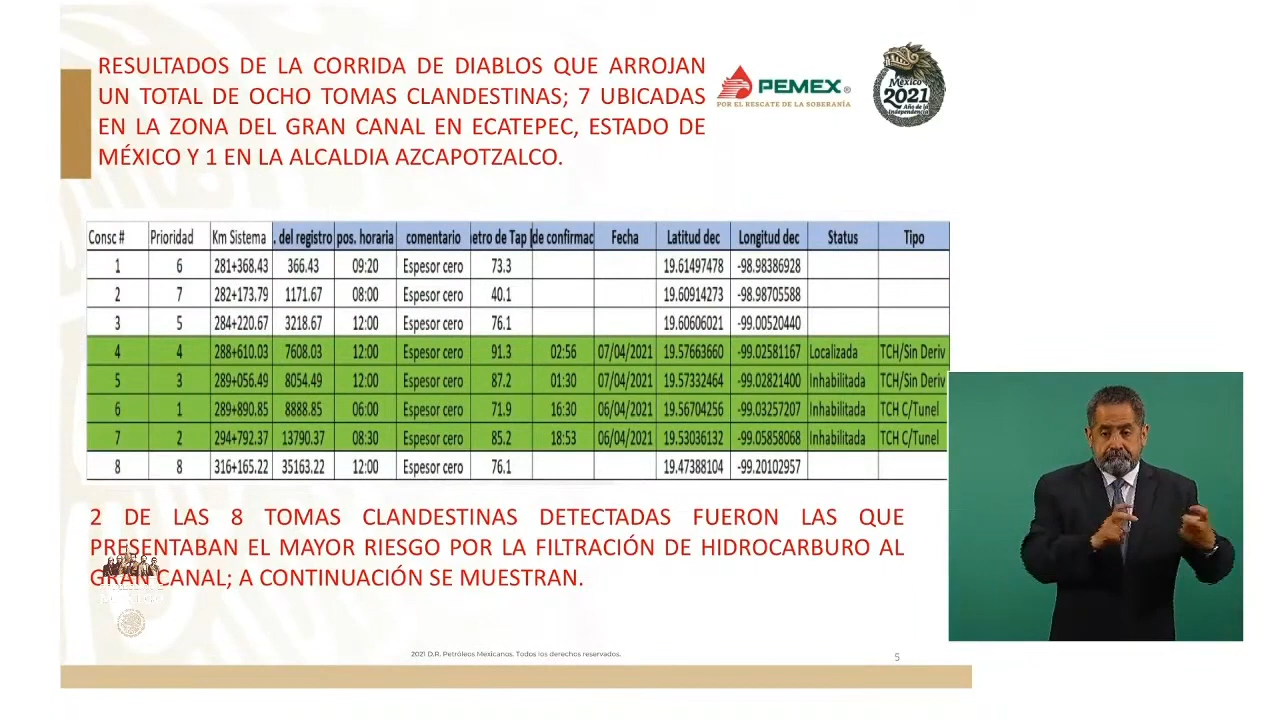 RESULTADOS DE LA CORRIDA DE DIABLOS QUE ARROJAN
UN TOTAL DE OCHO TOMAS CLANDESTINAS; 7 UBICADAS
EN LA ZONA DEL GRAN CANAL EN ECATEPEC, ESTADO DE
MÉXICO Y 1 EN LA ALCALDIA AZCAPOTZALCO.
PEMEX®
POR EL RESCATE DE LA SOBERANÍA
México
2021
Año de la
Independencia
Consc # Prioridad Km Sistema . del registro pos. horaria comentario etro de Tap de confirmac Fecha Latitud dec Longitud dec Status Tipo
1 6 281+368.43 366.43 09:20 Espesor cero 73.3 19.61497478 -98.98386928
2 7 282+173.79 1171.67 08:00 Espesor cero 40.1 19.60914273 -98.98705588
3 5 284+220.67 3218.67 12:00 Espesor cero 76.1 19.60606021 -99.00520440
4 4 288+610.03 7608.03 12:00 Espesor cero 91.3 02:56 07/04/2021 19.57663660 -99.02581167 Localizada TCH/Sin Deriv
5 3 289+056.49 8054.49 12:00 Espesor cero 87.2 01:30 07/04/2021 19.57332464 -99.02821400 Inhabilitada TCH/Sin Deriv
6 1 289+890.85 8888.85 06:00 Espesor cero 71.9 16:30 06/04/2021 19.56704256 -99.03257207 Inhabilitada TCH C/Tunel
7 2 294+792.37 13790.37 08:30 Espesor cero 85.2 18:53 06/04/2021 19.53036132 -99.05858068 Inhabilitada TCH C/Tunel
8 8 316+165.22 35163.22 12:00 Espesor cero 76.1 19.47388104 -99.20102957
2 DE LAS 8 TOMAS CLANDESTINAS DETECTADAS FUERON LAS QUE
PRESENTABAN EL MAYOR RIESGO POR LA FILTRACIÓN DE HIDROCARBURO AL
GRAN CANAL; A CONTINUACIÓN SE MUESTRAN.
MÉXICO
2021 D.R. Petróleos Mexicanos. Todos los derechos reservados.
5